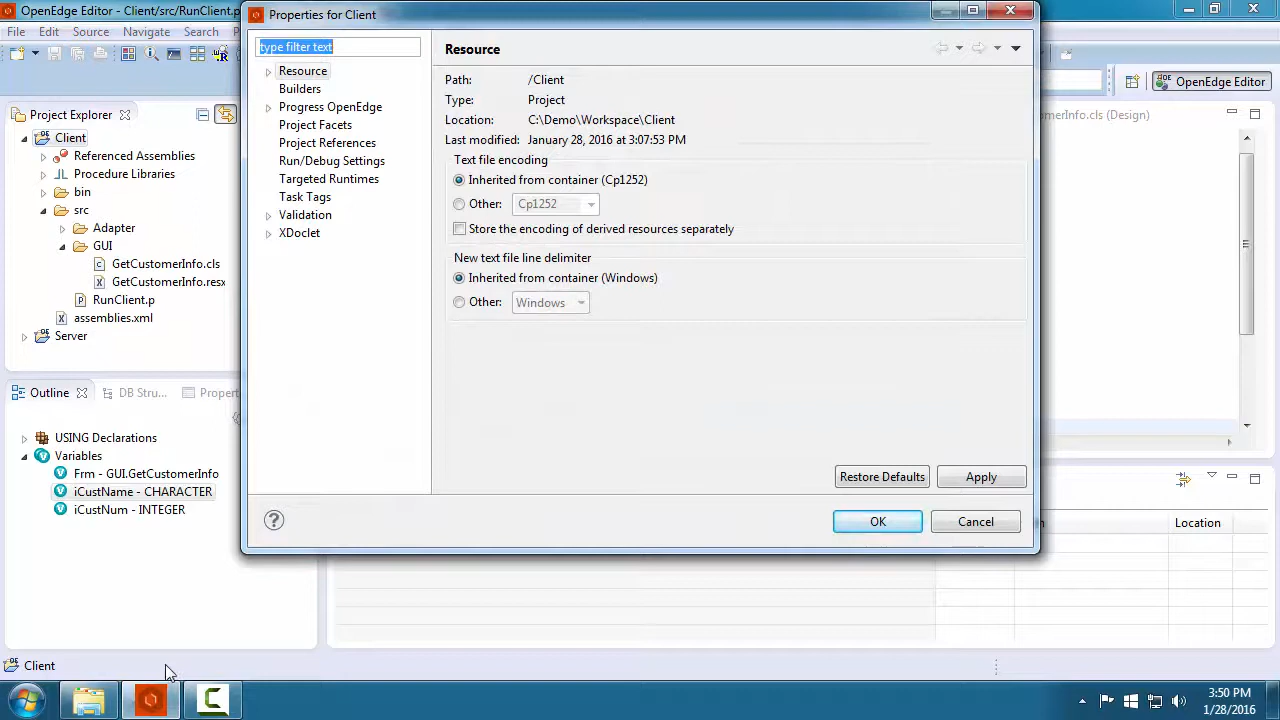 OpenEdge Editor - Client/src/RunClient.p
Properties for Client
File Edit Source Navigate Search
type filter text
Resource
Builders
Progress OpenEdge
Project Facets
Project References
Run/Debug Settings
Targeted Runtimes
Task Tags
Validation
XDoclet
Resource
Path: /Client
Type: Project
Location: C:\Demo\Workspace\Client
Last modified: January 28, 2016 at 3:07:53 PM
Text file encoding
Inherited from container (Cp1252)
Other: Cp1252
Store the encoding of derived resources separately
New text file line delimiter
Inherited from container (Windows)
Other: Windows
Restore Defaults
Apply
OK
Cancel
OpenEdge Editor
Project Explorer
Client
Referenced Assemblies
Procedure Libraries
bin
src
Adapter
GUI
GetCustomerInfo.cls
GetCustomerInfo.resx
RunClient.p
assemblies.xml
Server
Outline
DB Stru...
USING Declarations
Variables
Frm - GUI.GetCustomerInfo
iCustName - CHARACTER
iCustNum - INTEGER
(Design)
Location
Client
3:50 PM
1/28/2016